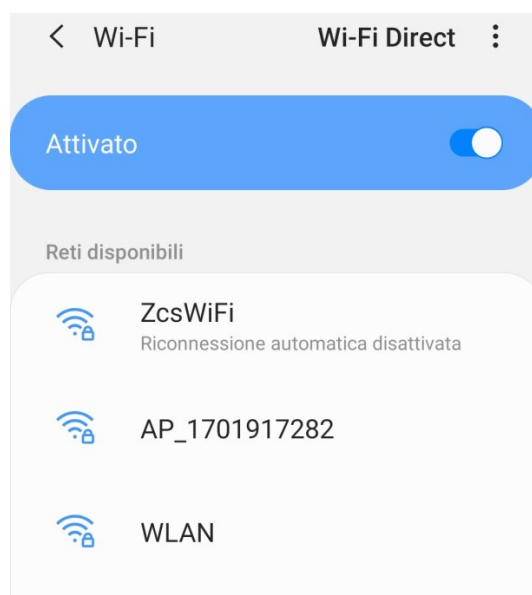 Wi-Fi Wi-Fi Direct
Attivato
Reti disponibili
ZcsWiFi
Riconnessione automatica disattivata
AP_1701917282
WLAN